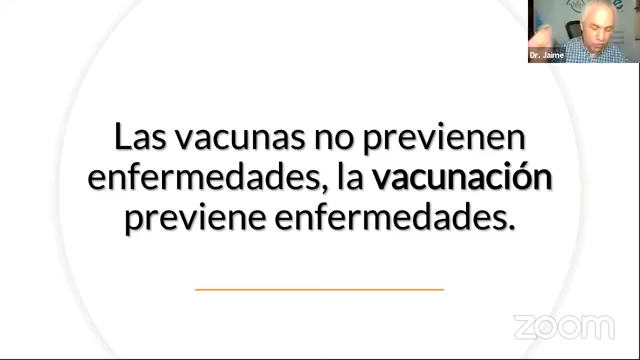 Dr. Jaime
Las vacunas no previenen
enfermedades, la vacunación
previene enfermedades.
zoom